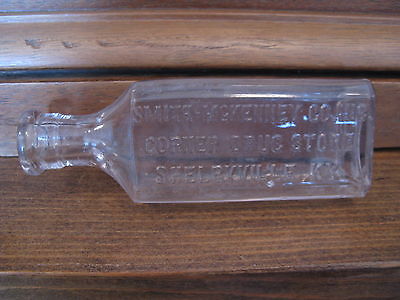 SMITH-MCKENNEY CO. INC.
CORNER DRUG STORE
SHELBYVILLE, KY.